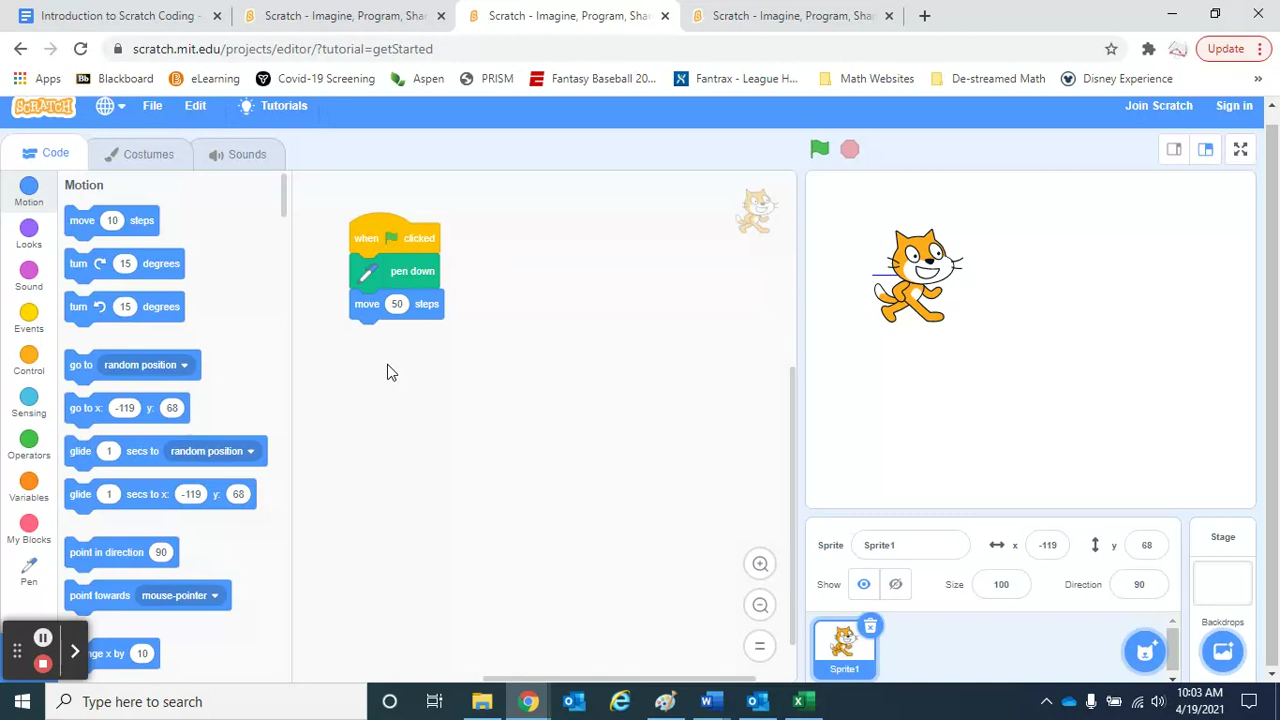 Introduction to Scratch Coding -
Scratch - Imagine, Program, Shar
Scratch - Imagine, Program, Shar
Scratch - Imagine, Program, Shar
scratch.mit.edu/projects/editor/?tutorial=getStarted
Update
Apps
Bb Blackboard
eLearning
Covid-19 Screening
Aspen
PRISM
Fantasy Baseball 20...
Fantrax - League H...
Math Websites
De-streamed Math
Disney Experience
»
SCRATCH
File
Edit
Tutorials
Join Scratch
Sign in
Code
Costumes
Sounds
Motion
Looks
Sound
Events
Control
Sensing
Operators
Variables
My Blocks
Pen
Motion
move 10 steps
turn 15 degrees
turn 15 degrees
go to random position
go to x: -119 y: 68
glide 1 secs to random position
glide 1 secs to x: -119 y: 68
point in direction 90
point towards mouse-pointer
nge x by 10
when clicked
pen down
move 50 steps
Sprite Sprite1 x -119 y 68
Show Size 100 Direction 90
Sprite1
Stage
Backdrops
Type here to search
10:03 AM
4/19/2021